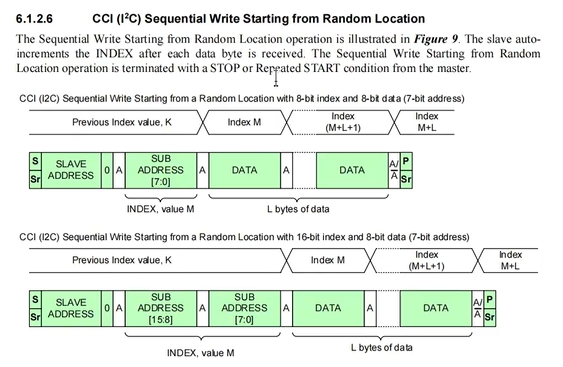 6.1.2.6 CCI (I²C) Sequential Write Starting from Random Location
The Sequential Write Starting from Random Location operation is illustrated in Figure 9. The slave auto-
increments the INDEX after each data byte is received. The Sequential Write Starting from Random
Location operation is terminated with a STOP or Repeated START condition from the master.
CCI (I2C) Sequential Write Starting from a Random Location with 8-bit index and 8-bit data (7-bit address)
Previous Index value, K Index M Index (M+L+1) Index M+L
S Sr SLAVE ADDRESS 0 A SUB ADDRESS [7:0] A DATA A DATA A/A P Sr
INDEX, value M L bytes of data
CCI (I2C) Sequential Write Starting from a Random Location with 16-bit index and 8-bit data (7-bit address)
Previous Index value, K Index M Index (M+L+1) Index M+L
S Sr SLAVE ADDRESS 0 A SUB ADDRESS [15:8] A SUB ADDRESS [7:0] A DATA A DATA A/A P Sr
INDEX, value M L bytes of data